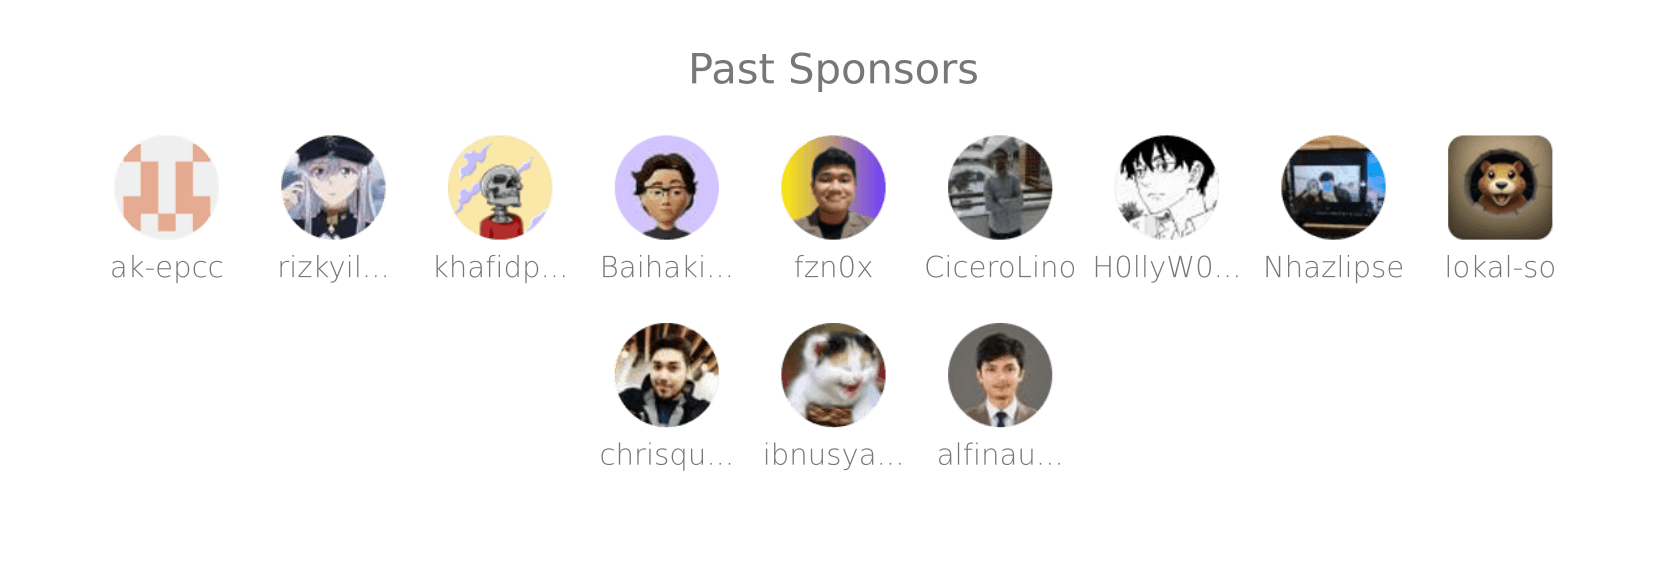 Past Sponsors
ak-epcc rizkyil... khafidp... Baihaki... fzn0x CiceroLino H0llyW0... Nhazlipse lokal-so
chrisqu... ibnusya... alfinau...